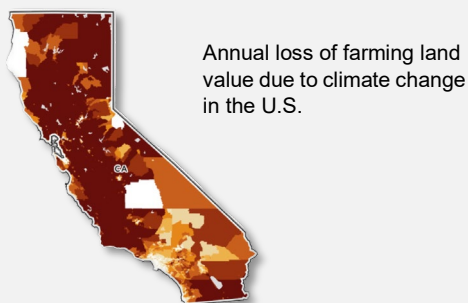 Annual loss of farming land
value due to climate change
in the U.S.
CA